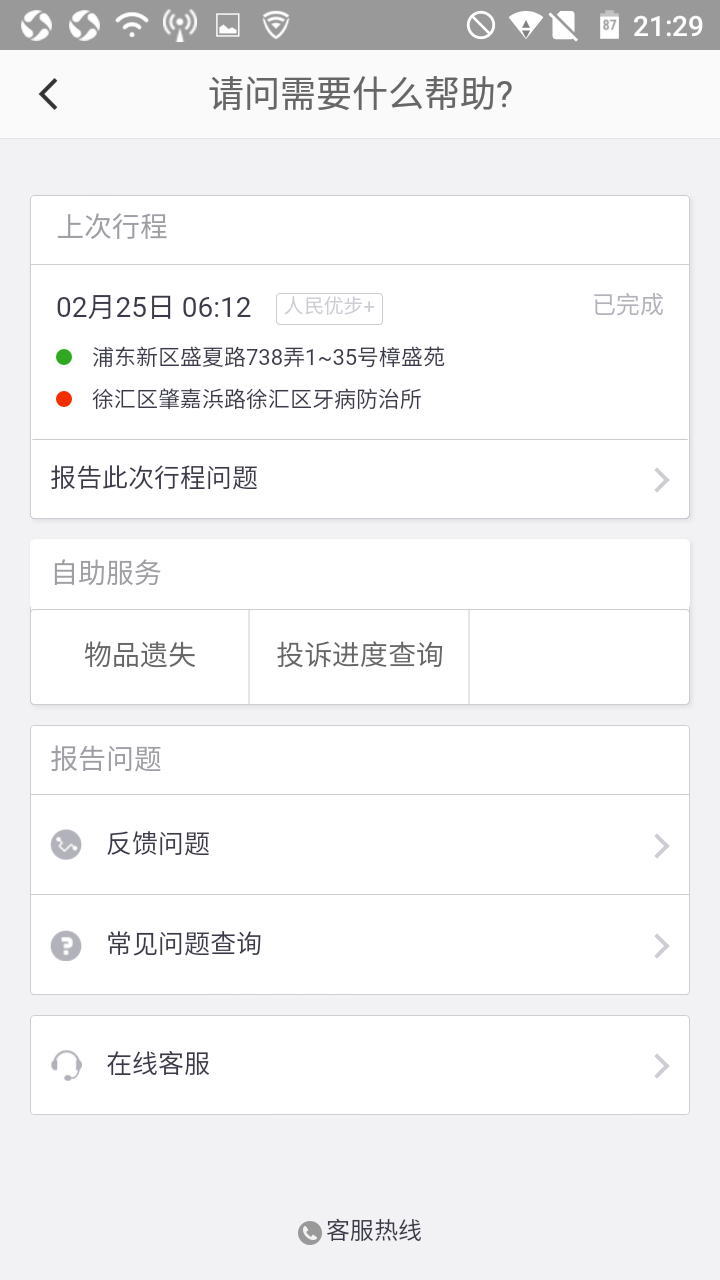 87 21:29
请问需要什么帮助?
上次行程
02月25日 06:12 人民优步+ 已完成
浦东新区盛夏路738弄1~35号樟盛苑
徐汇区肇嘉浜路徐汇区牙病防治所
报告此次行程问题
自助服务
物品遗失 投诉进度查询
报告问题
反馈问题
常见问题查询
在线客服
客服热线